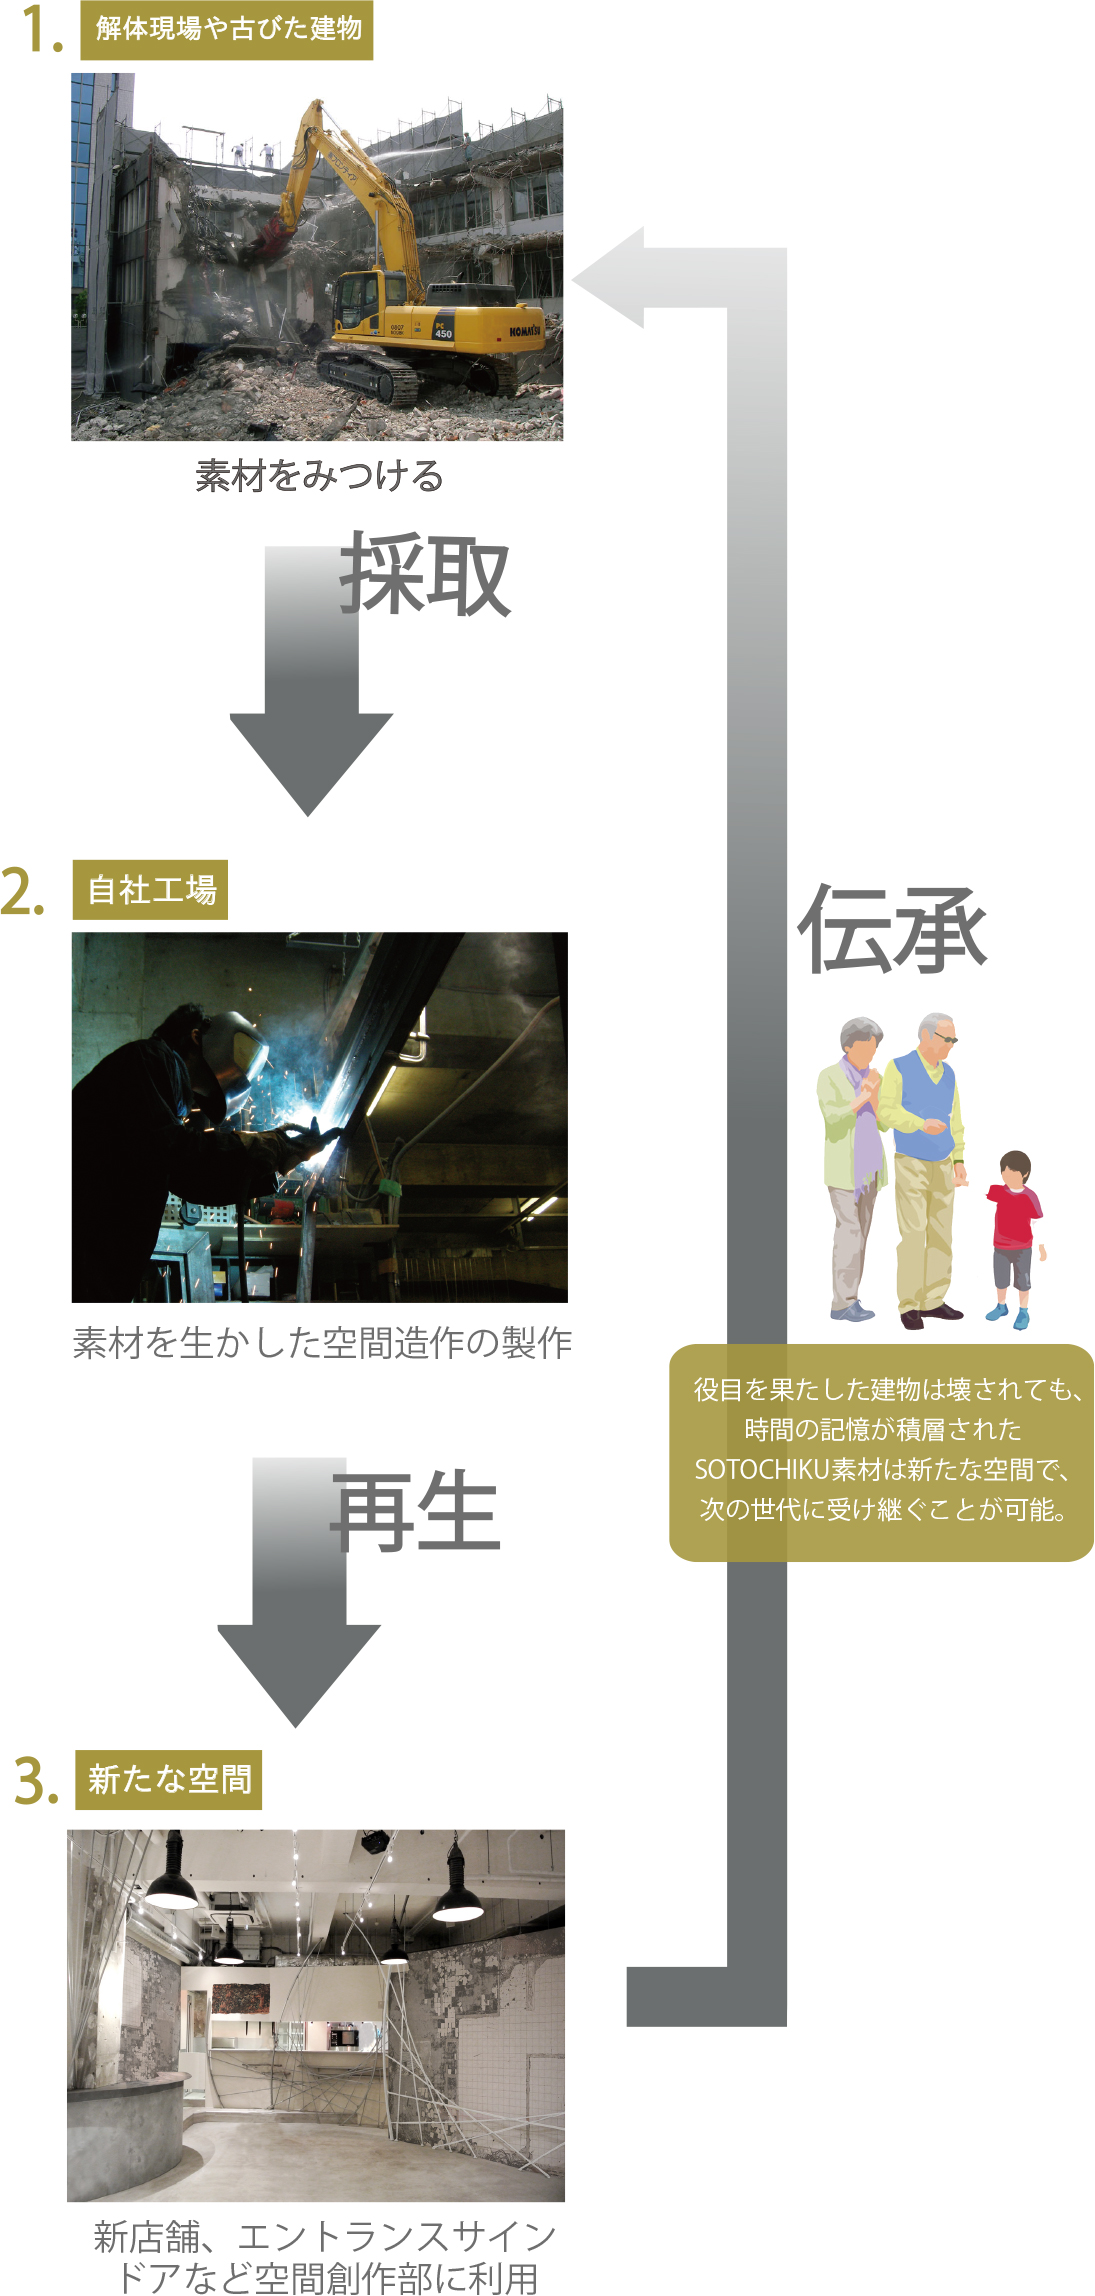 1.
解体現場や古びた建物
KOMATSU
PC
450
素材をみつける
採取
2.
自社工場
伝承
素材を生かした空間造作の製作
役目を果たした建物は壊されても、
時間の記憶が積層された
SOTOCHIKU素材は新たな空間で、
次の世代に受け継ぐことが可能。
再生
3.
新たな空間
新店舗、エントランスサイン
ドアなど空間創作部に利用